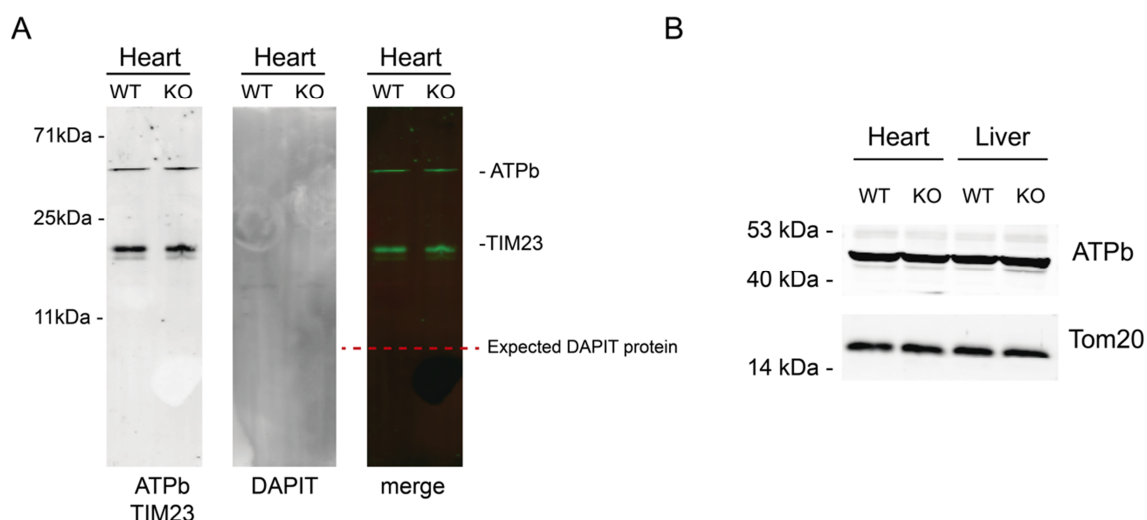 A
Heart
Heart
Heart
WT KO
WT KO
WT KO
71kDa -
- ATPb
25kDa -
-TIM23
11kDa -
Expected DAPIT protein
ATPb
TIM23
DAPIT
merge
B
Heart
Liver
WT
KO
WT
KO
53 kDa -
ATPb
40 kDa -
Tom20
14 kDa -